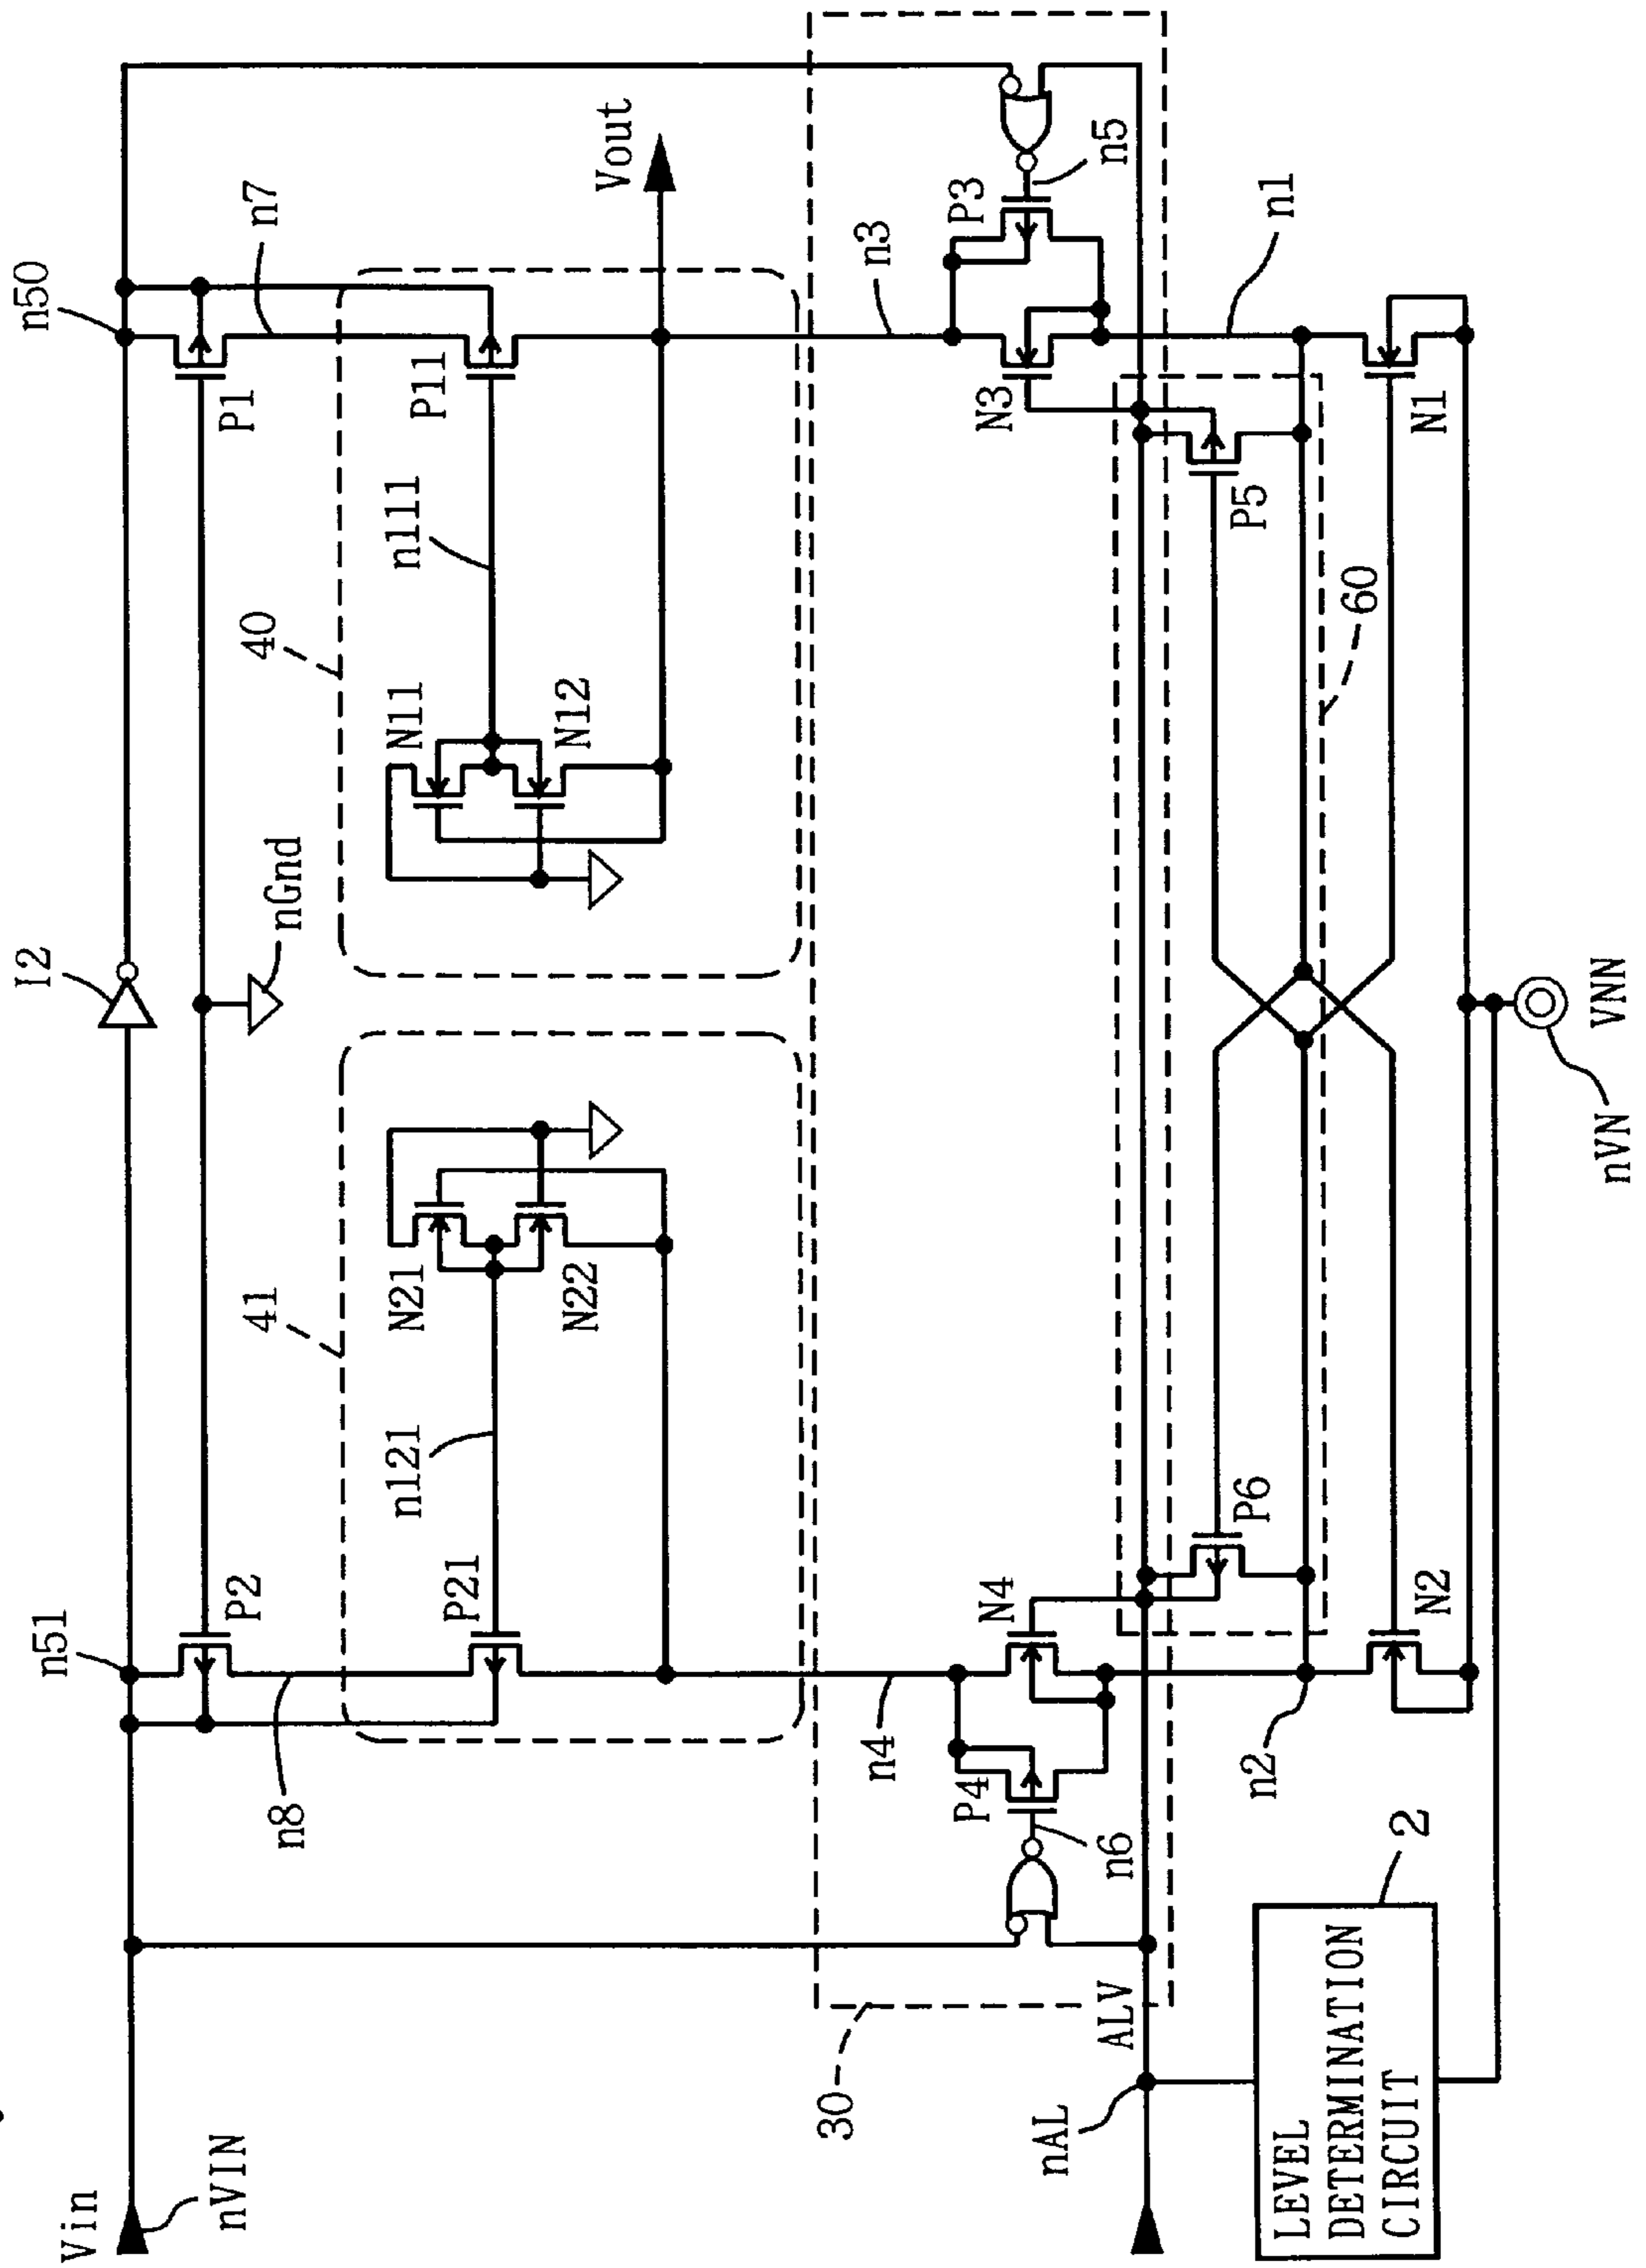 Vin
nVIN
n51
I2
n50
P2
nGnd
P1
n7
n8
41
40
P21
n121
N21
N22
N11
N12
n111
P11
Vout
n4
n3
P4
n6
N4
N3
P3
n5
30
ALV
nAL
P6
P5
n2
60
n1
N2
N1
LEVEL
DETERMINATION
CIRCUIT
2
nVN
VNN